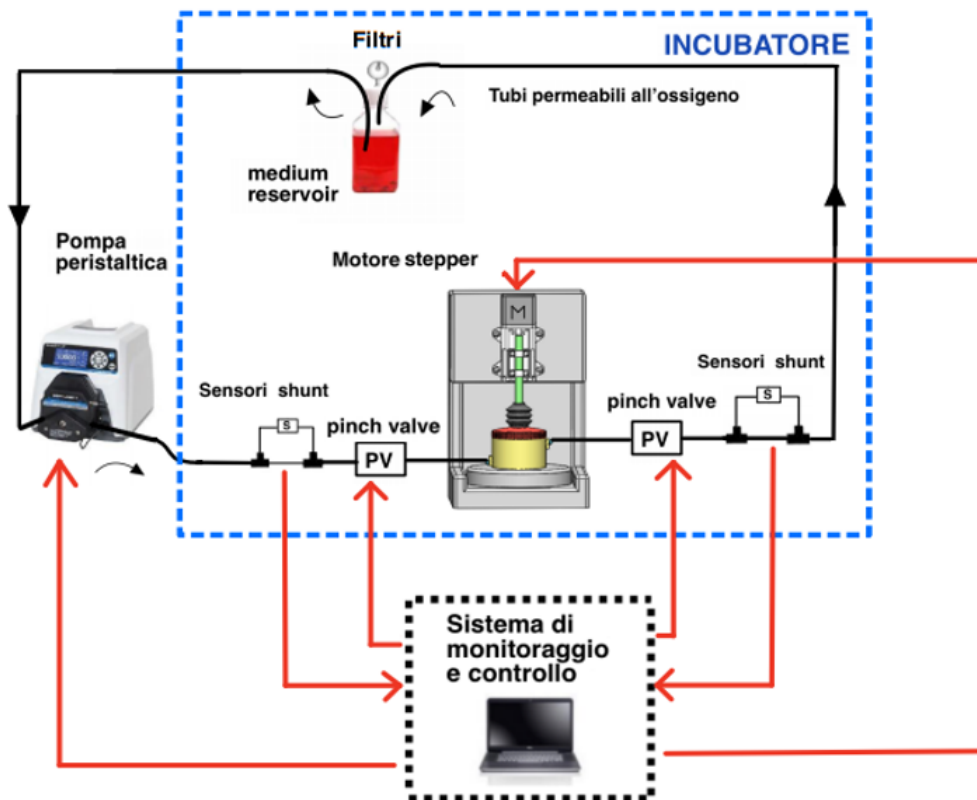 Filtri
INCUBATORE
Tubi permeabili all'ossigeno
medium
reservoir
Pompa
peristaltica
Motore stepper
M
Sensori shunt
S
pinch valve
PV
Sensori shunt
S
pinch valve
PV
Sistema di
monitoraggio
e controllo